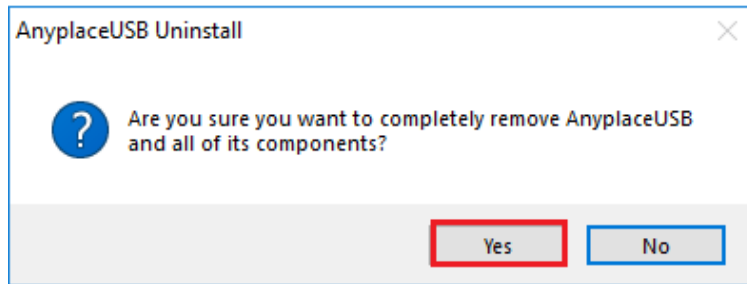 AnyplaceUSB Uninstall
Are you sure you want to completely remove AnyplaceUSB
and all of its components?
Yes
No